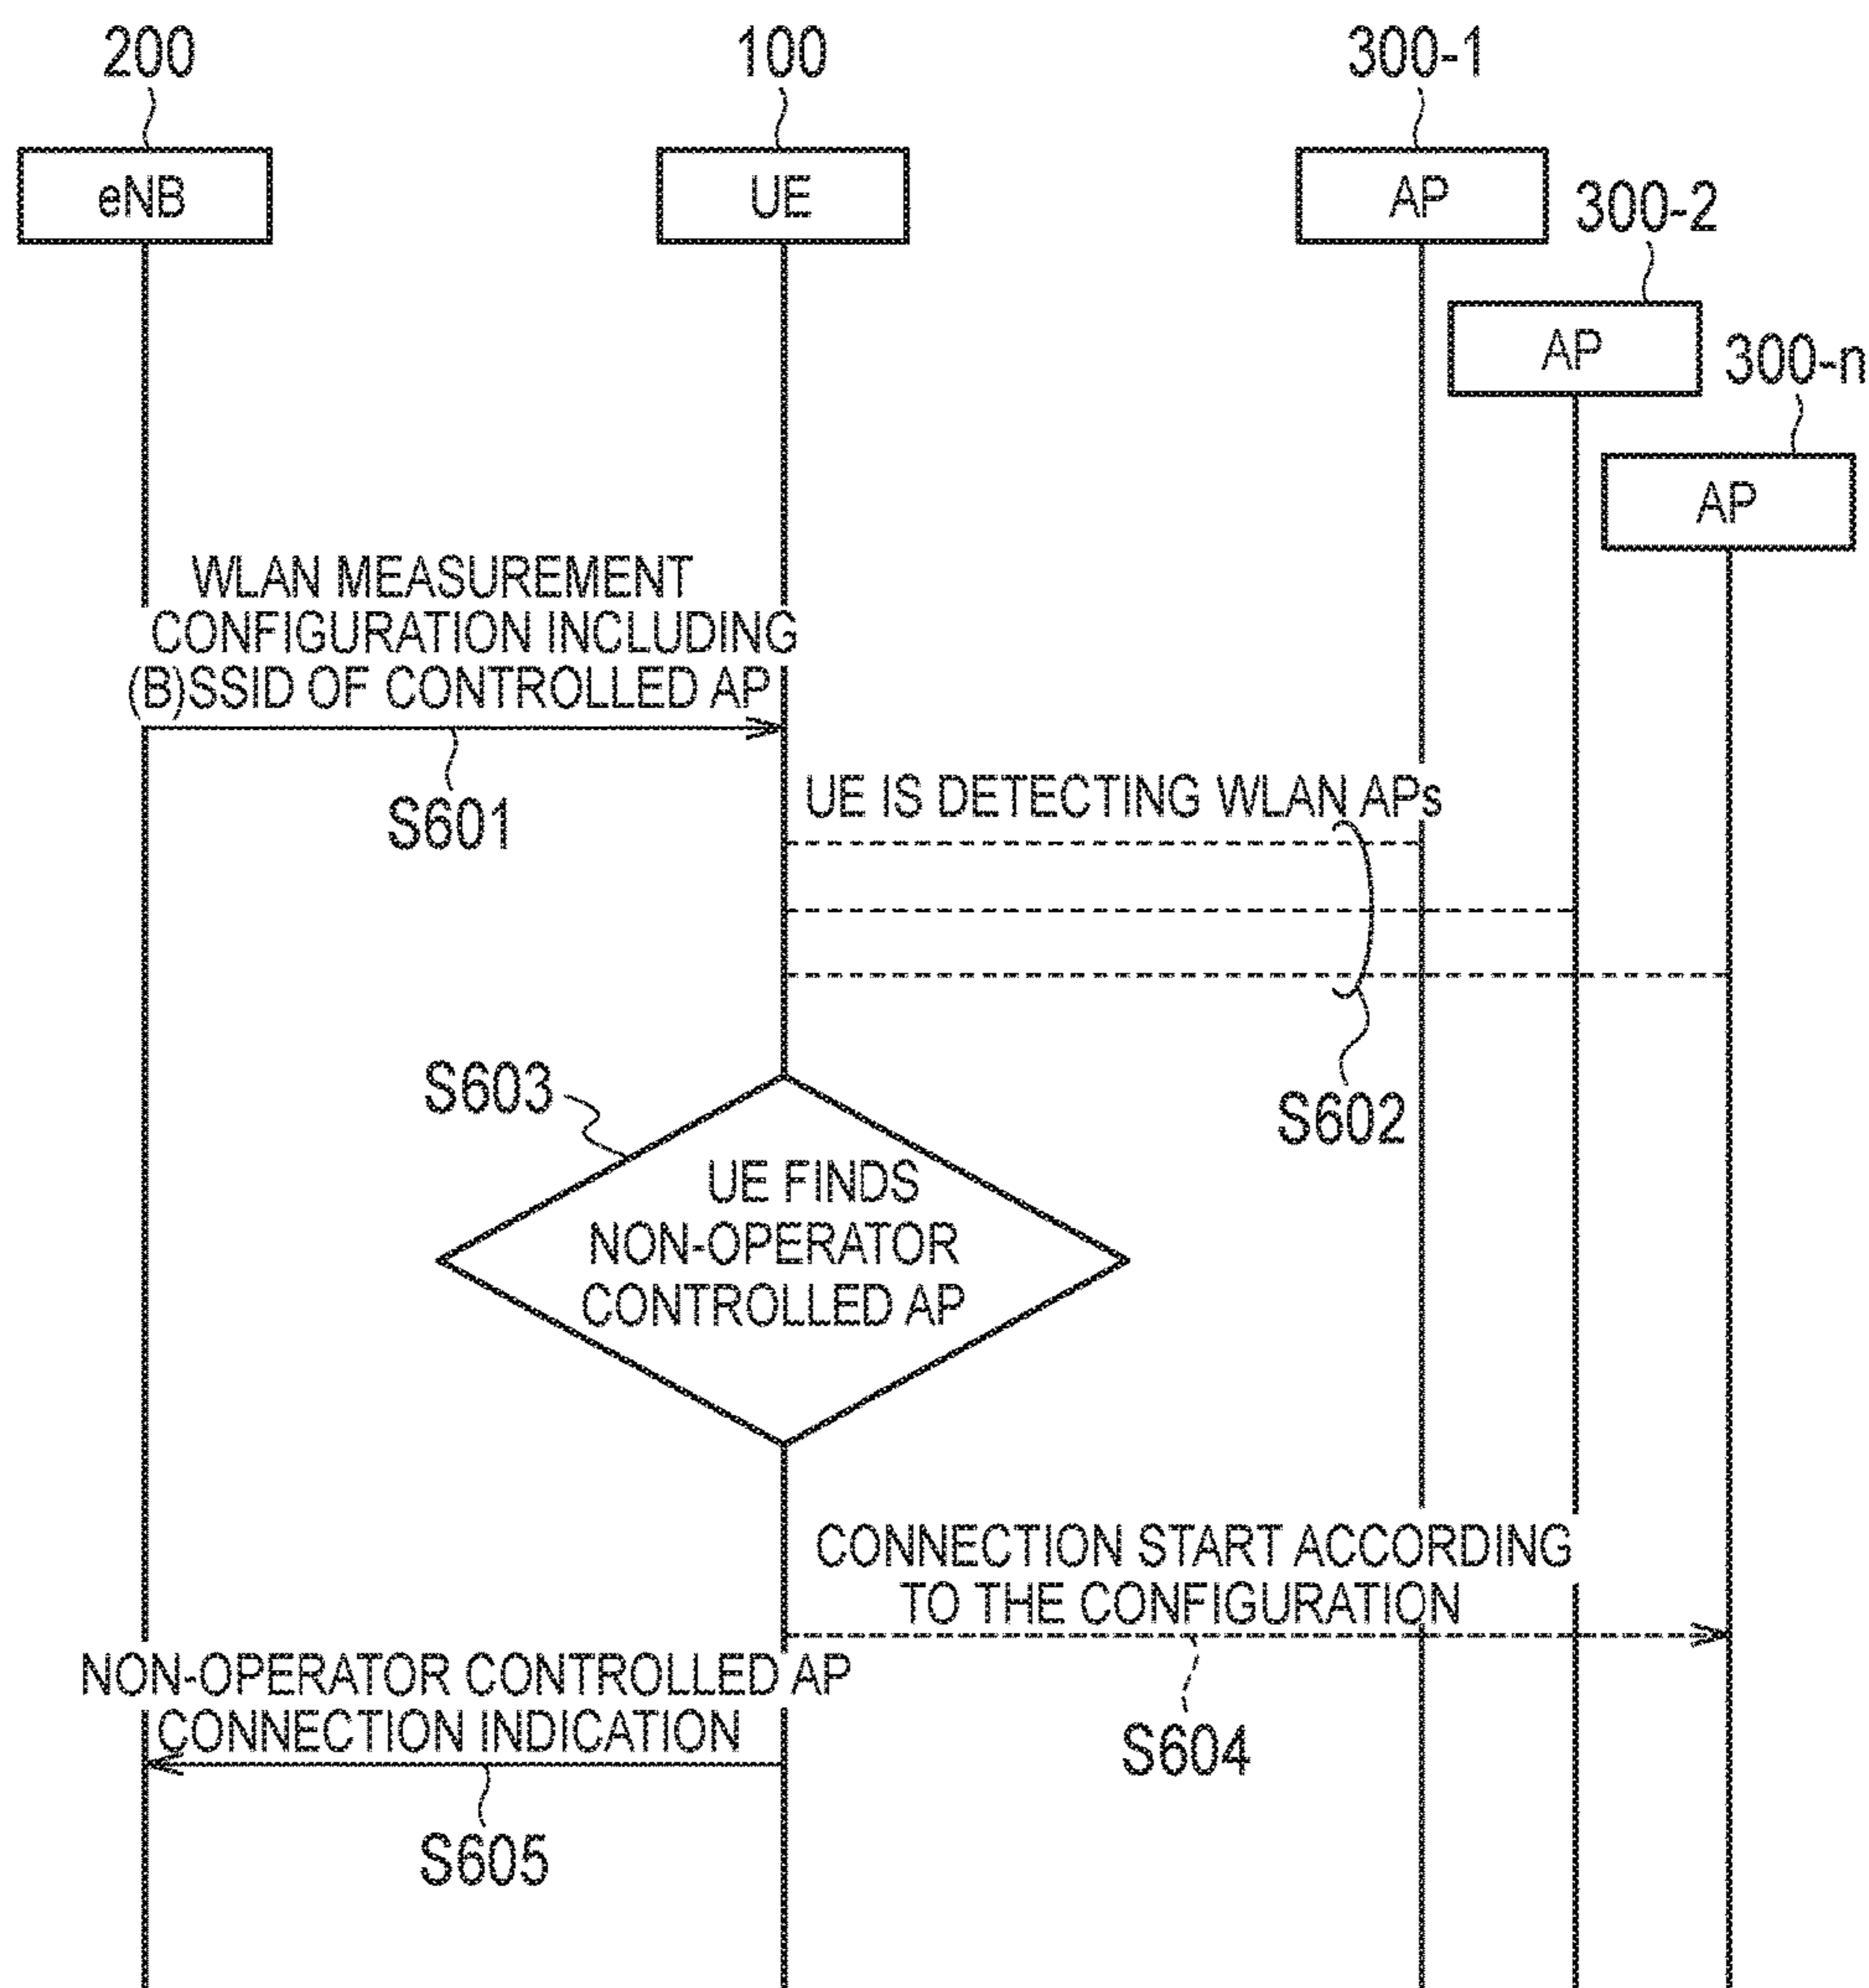 200
100
300-1
eNB
UE
AP
300-2
AP
300-n
AP
WLAN MEASUREMENT
CONFIGURATION INCLUDING
(B)SSID OF CONTROLLED AP
S601
UE IS DETECTING WLAN APs
S602
S603
UE FINDS
NON-OPERATOR
CONTROLLED AP
CONNECTION START ACCORDING
TO THE CONFIGURATION
S604
NON-OPERATOR CONTROLLED AP
CONNECTION INDICATION
S605